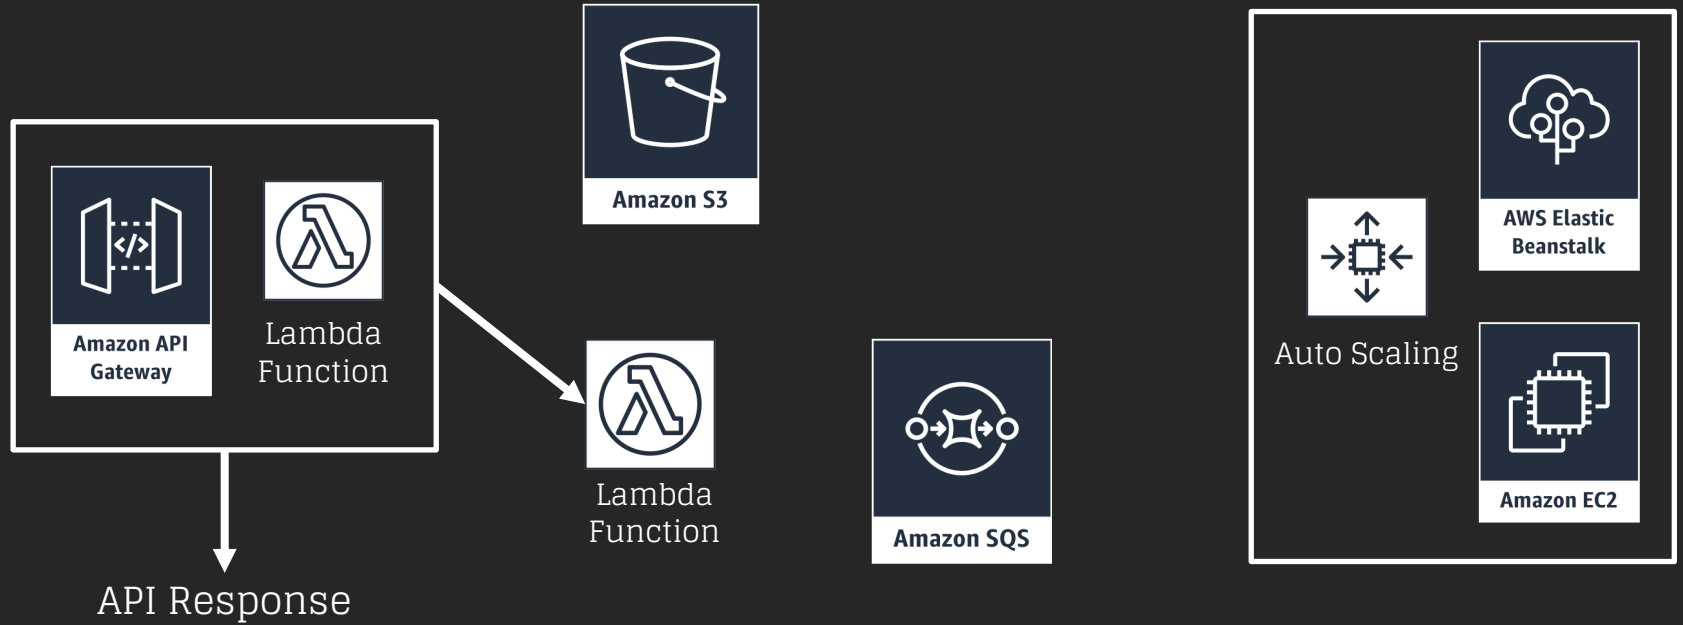 Amazon API
Gateway
</>
Lambda
Function
API Response
Amazon S3
Lambda
Function
Amazon SQS
Auto Scaling
AWS Elastic
Beanstalk
Amazon EC2